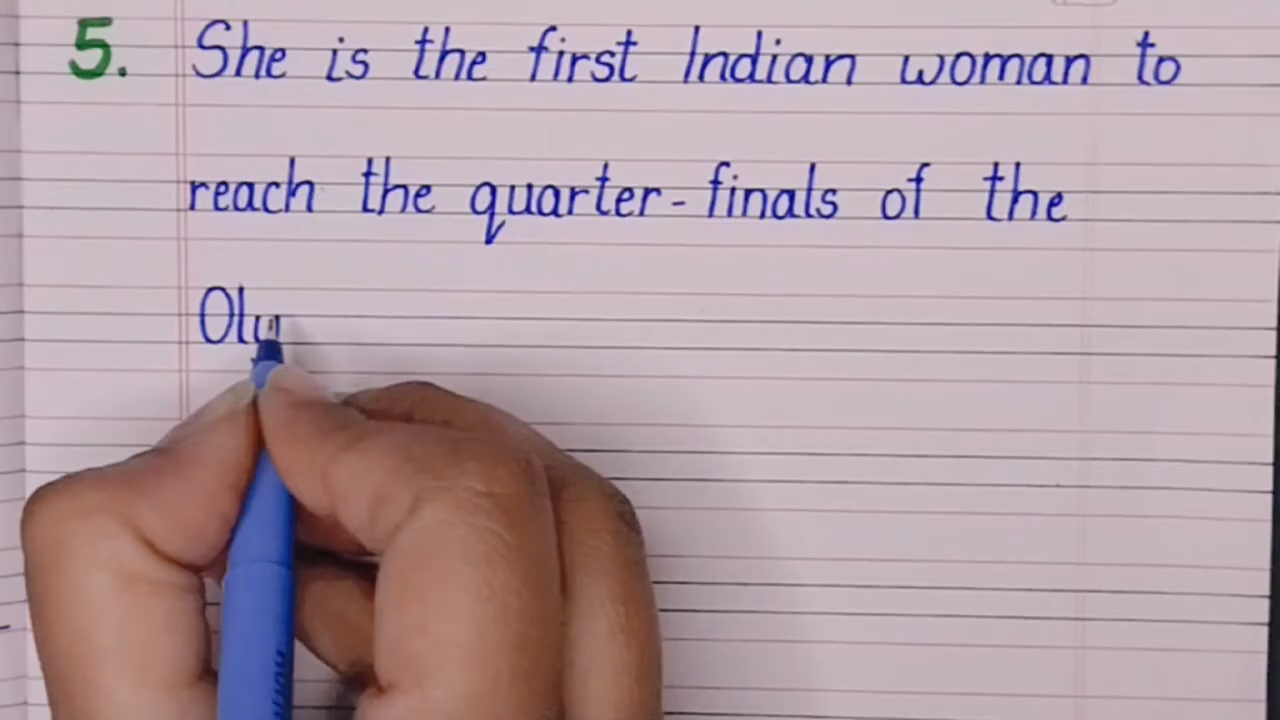 5. She is the first Indian woman to
reach the quarter-finals of the